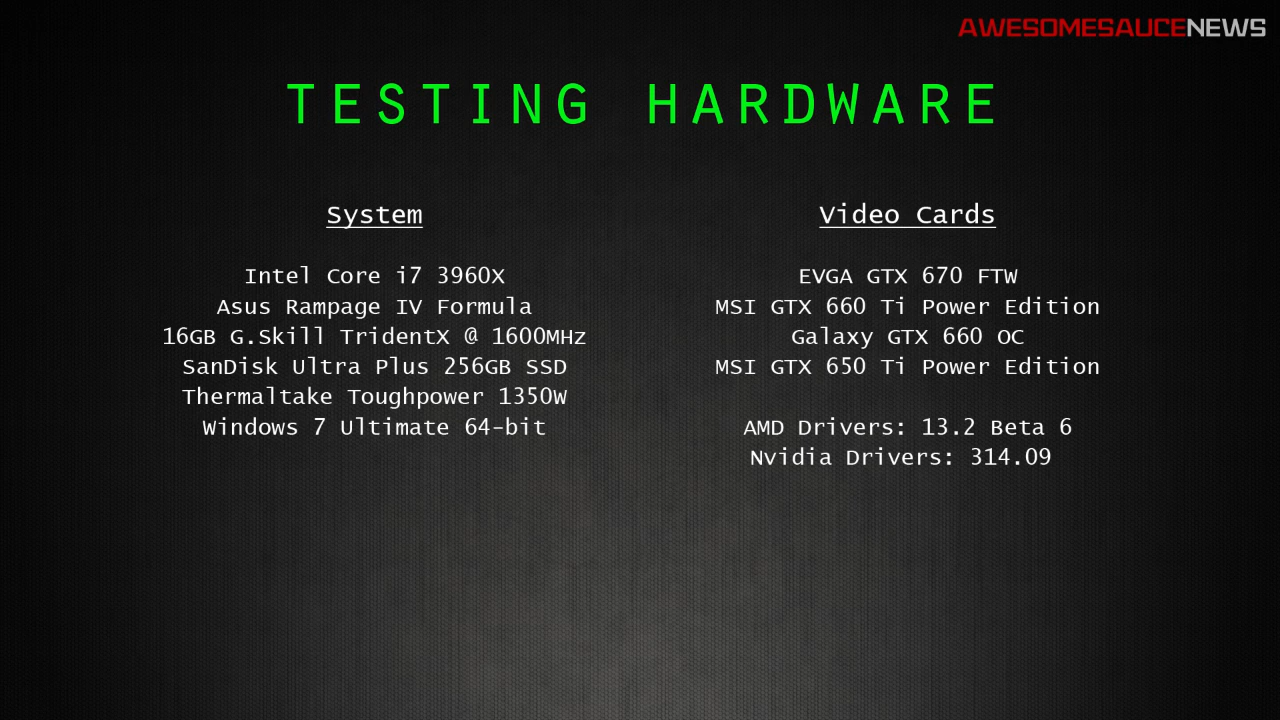 AWESOMESAUCENEWS
TESTING HARDWARE
System
Intel Core i7 3960X
Asus Rampage IV Formula
16GB G.Skill TridentX @ 1600MHz
SanDisk Ultra Plus 256GB SSD
Thermaltake Toughpower 1350W
Windows 7 Ultimate 64-bit
Video Cards
EVGA GTX 670 FTW
MSI GTX 660 Ti Power Edition
Galaxy GTX 660 OC
MSI GTX 650 Ti Power Edition
AMD Drivers: 13.2 Beta 6
Nvidia Drivers: 314.09